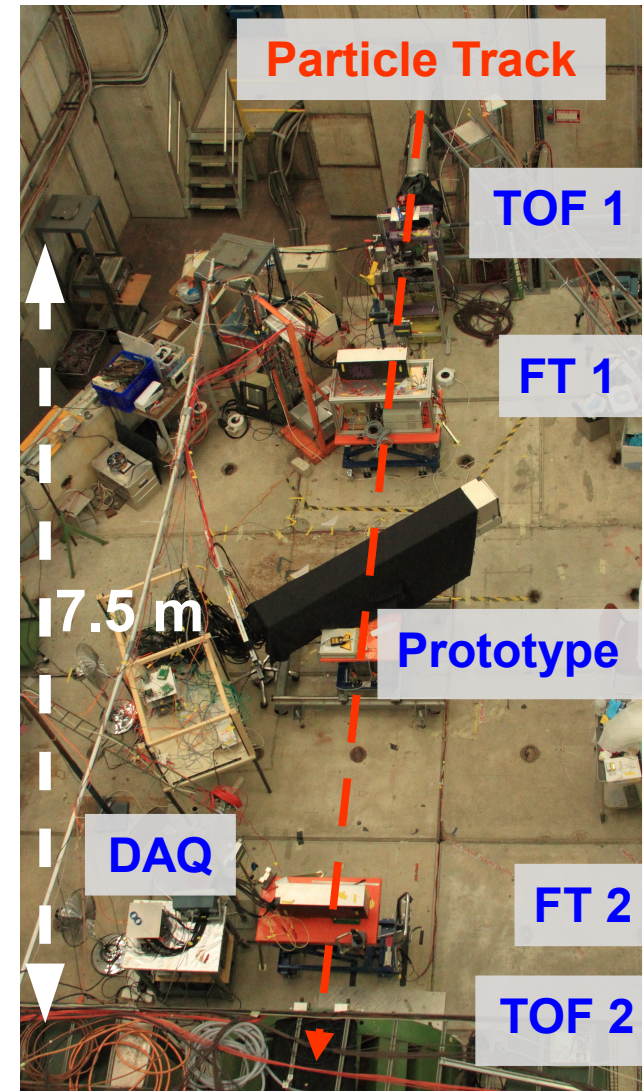 Particle Track
TOF 1
FT 1
7.5 m
Prototype
DAQ
FT 2
TOF 2